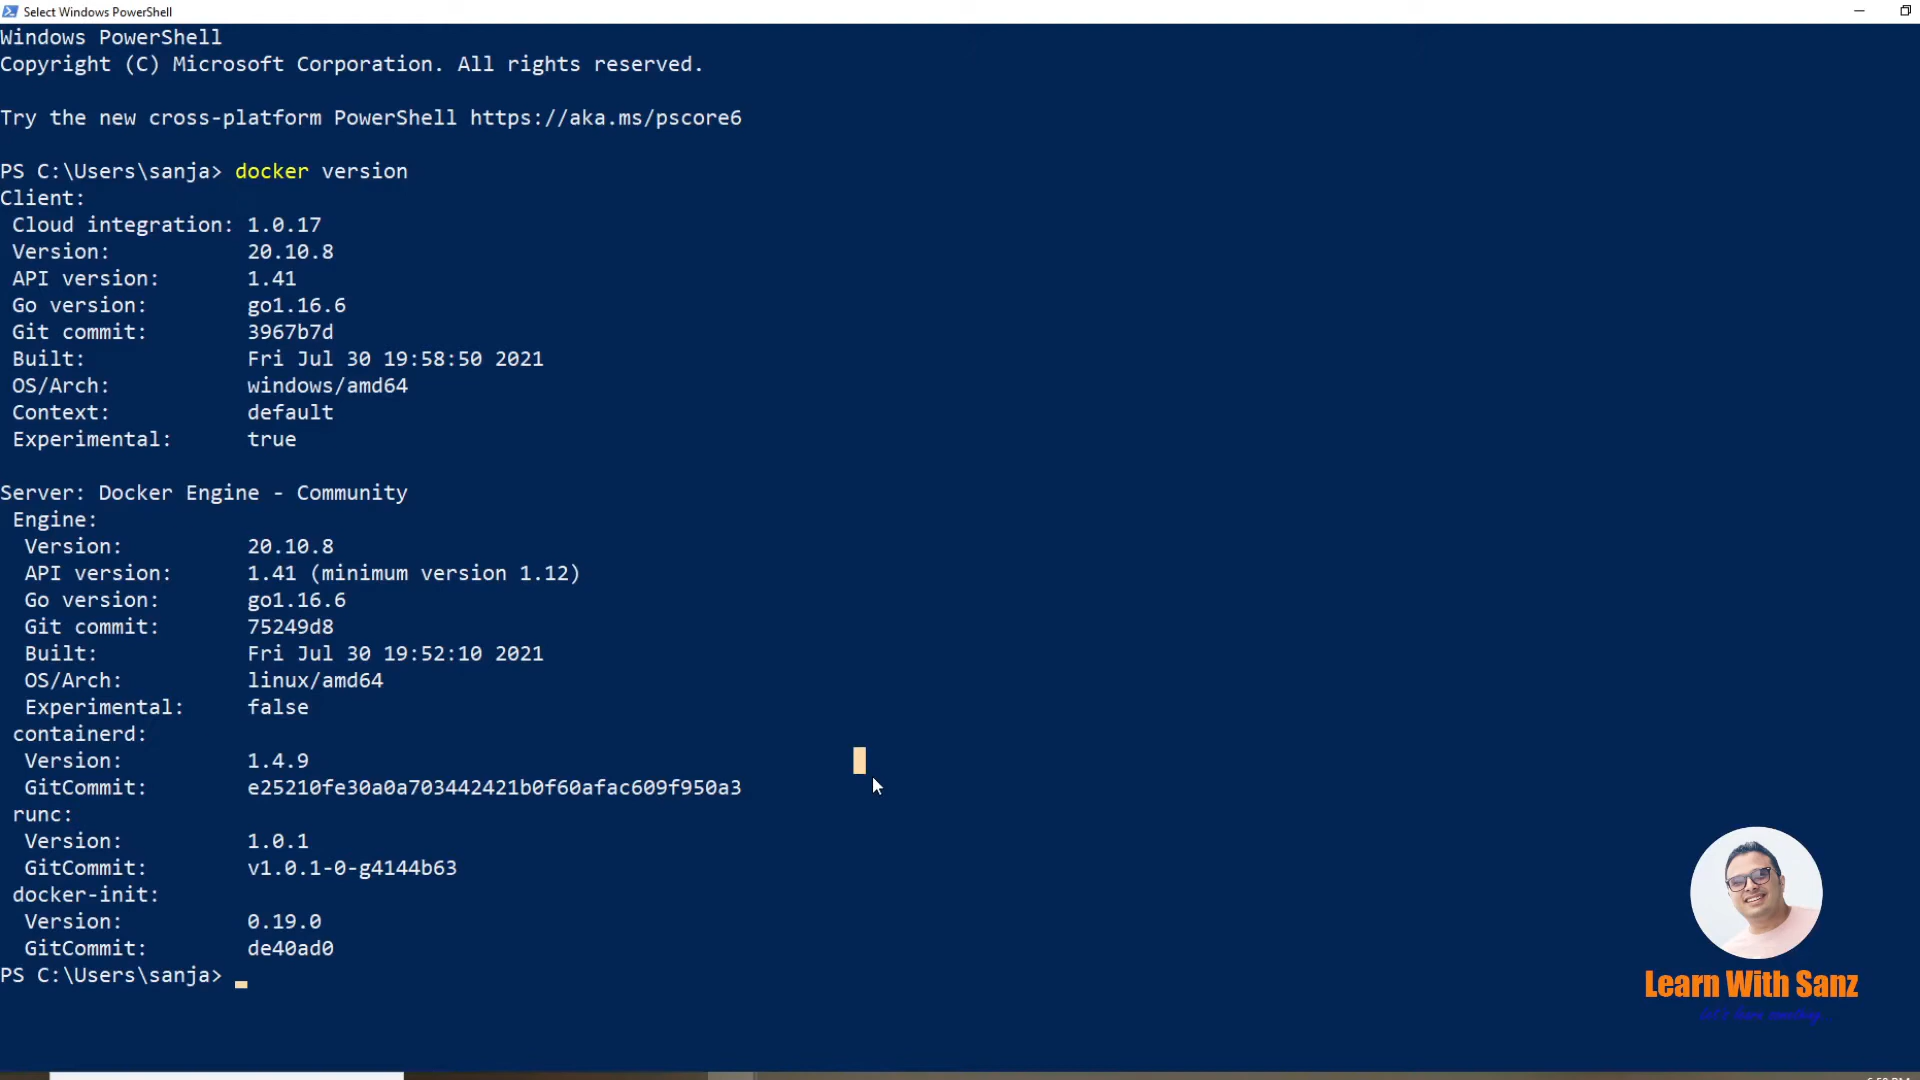 Select Windows PowerShell
Windows PowerShell
Copyright (C) Microsoft Corporation. All rights reserved.
Try the new cross-platform PowerShell https://aka.ms/pscore6
PS C:\Users\sanja> docker version
Client:
Cloud integration: 1.0.17
Version: 20.10.8
API version: 1.41
Go version: go1.16.6
Git commit: 3967b7d
Built: Fri Jul 30 19:58:50 2021
OS/Arch: windows/amd64
Context: default
Experimental: true
Server: Docker Engine - Community
Engine:
Version: 20.10.8
API version: 1.41 (minimum version 1.12)
Go version: go1.16.6
Git commit: 75249d8
Built: Fri Jul 30 19:52:10 2021
OS/Arch: linux/amd64
Experimental: false
containerd:
Version: 1.4.9
GitCommit: e25210fe30a0a703442421b0f60afac609f950a3
runc:
Version: 1.0.1
GitCommit: v1.0.1-0-g4144b63
docker-init:
Version: 0.19.0
GitCommit: de40ad0
PS C:\Users\sanja>
Learn With Sanz